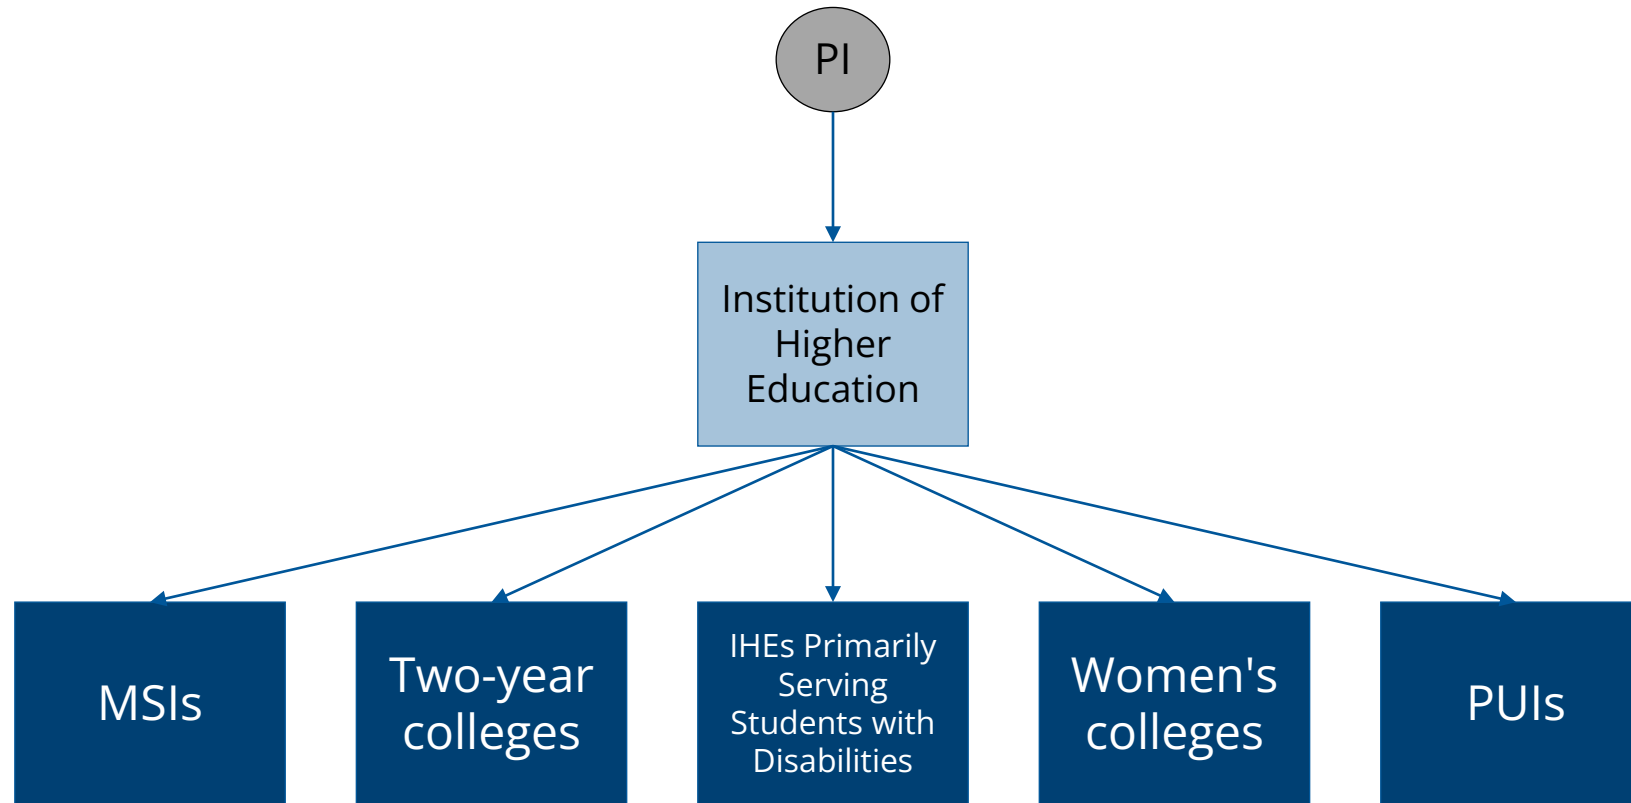 PI
Institution of
Higher
Education
MSIs
Two-year
colleges
IHEs Primarily
Serving
Students with
Disabilities
Women's
colleges
PUIs